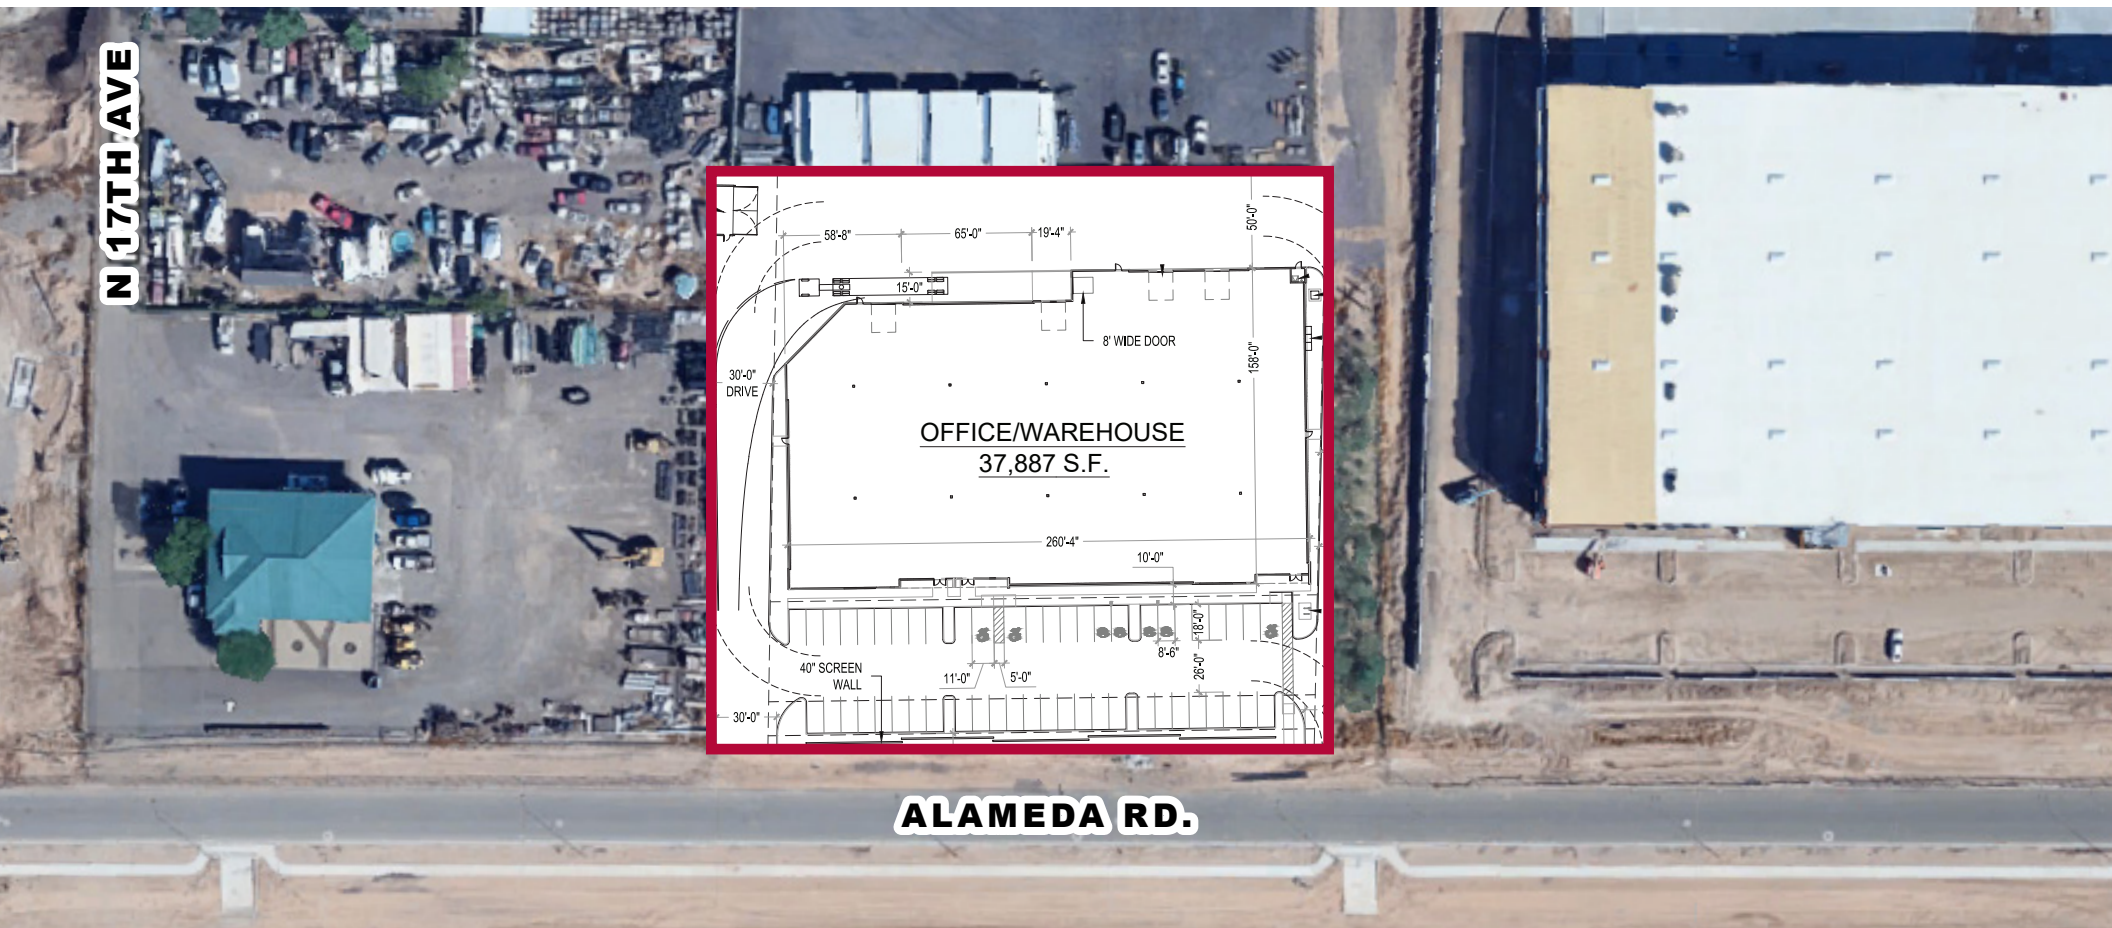 N 17TH AVE
58'-8"
65'-0"
19'-4"
50'-0"
15'-0"
8' WIDE DOOR
158'-0"
30'-0"
DRIVE
OFFICE/WAREHOUSE
37,887 S.F.
260'-4"
10'-0"
18'-0"
8'-6"
26'-0"
40" SCREEN
WALL
11'-0"
5'-0"
30'-0"
ALAMEDA RD.